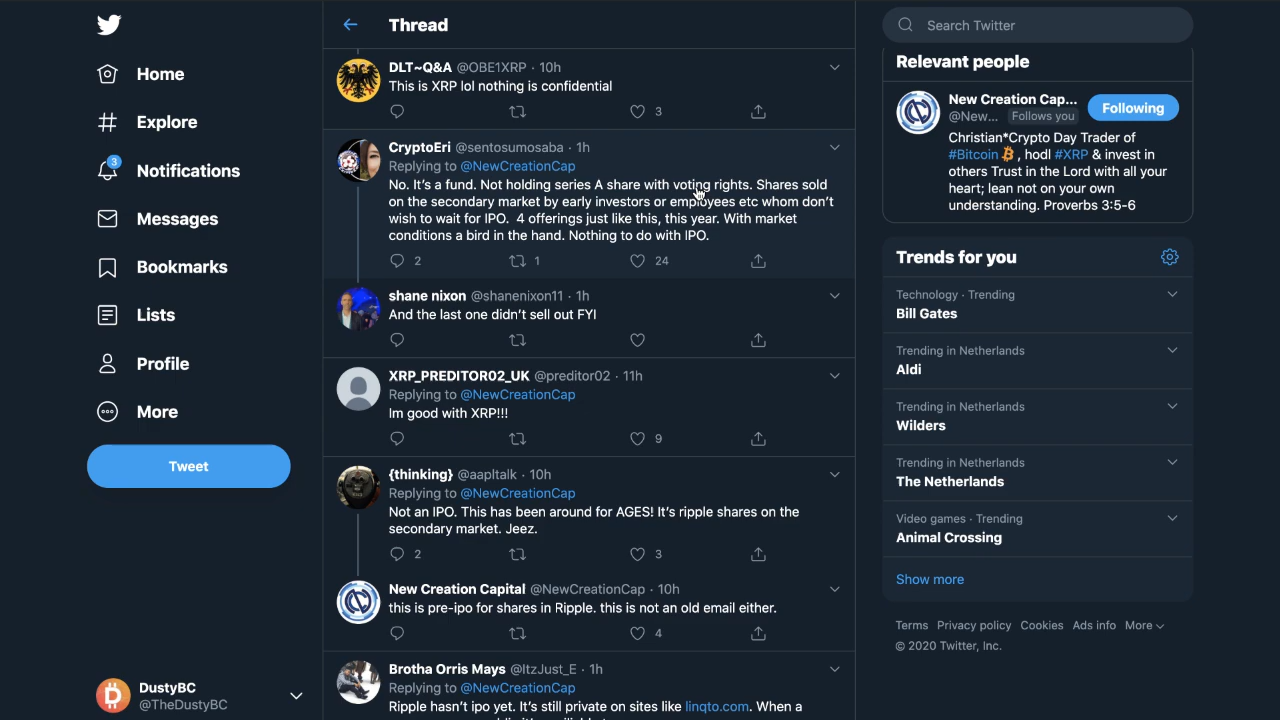 Home
Explore
3
Notifications
Messages
Bookmarks
Lists
Profile
More
Tweet
DustyBC
@TheDustyBC
Thread
DLT~Q&A @OBE1XRP · 10h
This is XRP lol nothing is confidential
3
CryptoEri @sentosumosaba · 1h
Replying to @NewCreationCap
No. It's a fund. Not holding series A share with voting rights. Shares sold
on the secondary market by early investors or employees etc whom don't
wish to wait for IPO.  4 offerings just like this, this year. With market
conditions a bird in the hand. Nothing to do with IPO.
2 1 24
shane nixon @shanenixon11 · 1h
And the last one didn't sell out FYI
XRP_PREDITOR02_UK @preditor02 · 11h
Replying to @NewCreationCap
Im good with XRP!!!
9
{thinking} @aapltalk · 10h
Replying to @NewCreationCap
Not an IPO. This has been around for AGES! It's ripple shares on the
secondary market. Jeez.
2 3
New Creation Capital @NewCreationCap · 10h
this is pre-ipo for shares in Ripple. this is not an old email either.
4
Brotha Orris Mays @ItzJust_E · 1h
Replying to @NewCreationCap
Ripple hasn't ipo yet. It's still private on sites like linqto.com. When a
Search Twitter
Relevant people
New Creation Cap...
@New... Follows you
Following
Christian*Crypto Day Trader of
#Bitcoin , hodl #XRP & invest in
others Trust in the Lord with all your
heart; lean not on your own
understanding. Proverbs 3:5-6
Trends for you
Technology · Trending
Bill Gates
Trending in Netherlands
Aldi
Trending in Netherlands
Wilders
Trending in Netherlands
The Netherlands
Video games · Trending
Animal Crossing
Show more
Terms Privacy policy Cookies Ads info More
© 2020 Twitter, Inc.